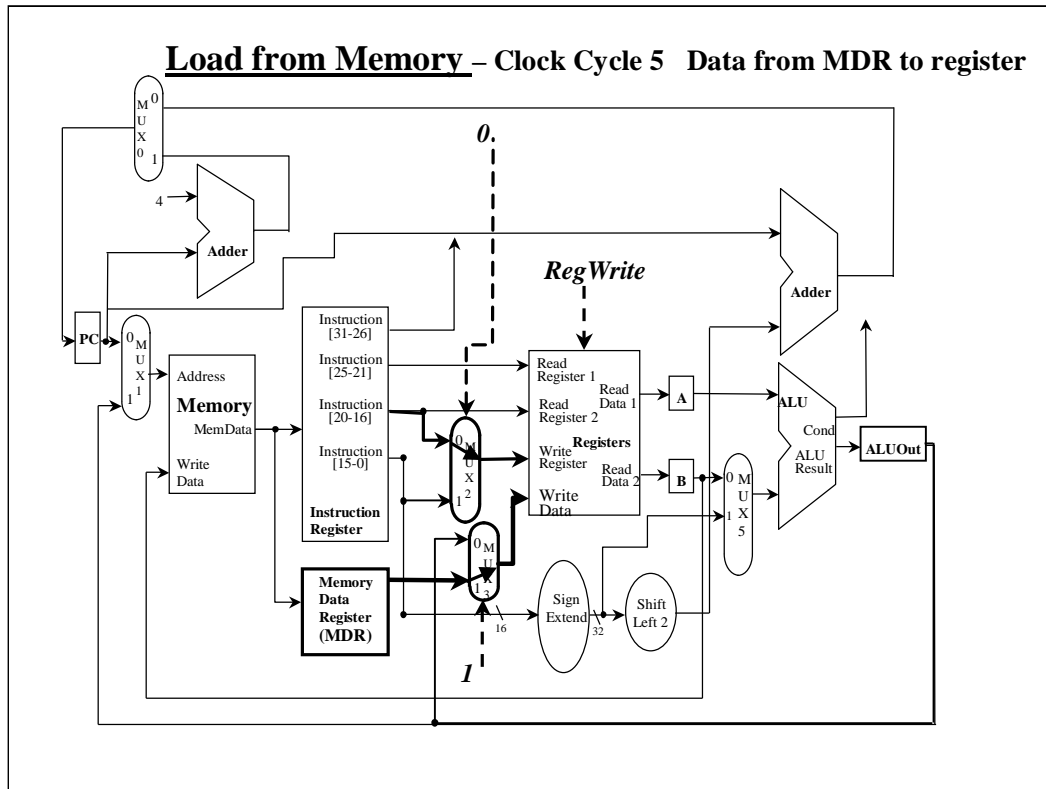 Load from Memory – Clock Cycle 5 Data from MDR to register
M
U
X
0
0
1
4
Adder
0
RegWrite
Adder
PC
0
M
U
X
1
1
Address
Memory
MemData
Write
Data
Instruction
[31-26]
Instruction
[25-21]
Instruction
[20-16]
Instruction
[15-0]
Instruction
Register
0
M
U
X
2
1
Read
Register 1
Read
Data 1
Read
Register 2
Registers
Write
Register
Read
Data 2
Write
Data
A
B
0
M
U
X
5
1
ALU
Cond
ALU
Result
ALUOut
Memory
Data
Register
(MDR)
0
M
U
X
3
1
16
Sign
Extend
32
Shift
Left 2
1